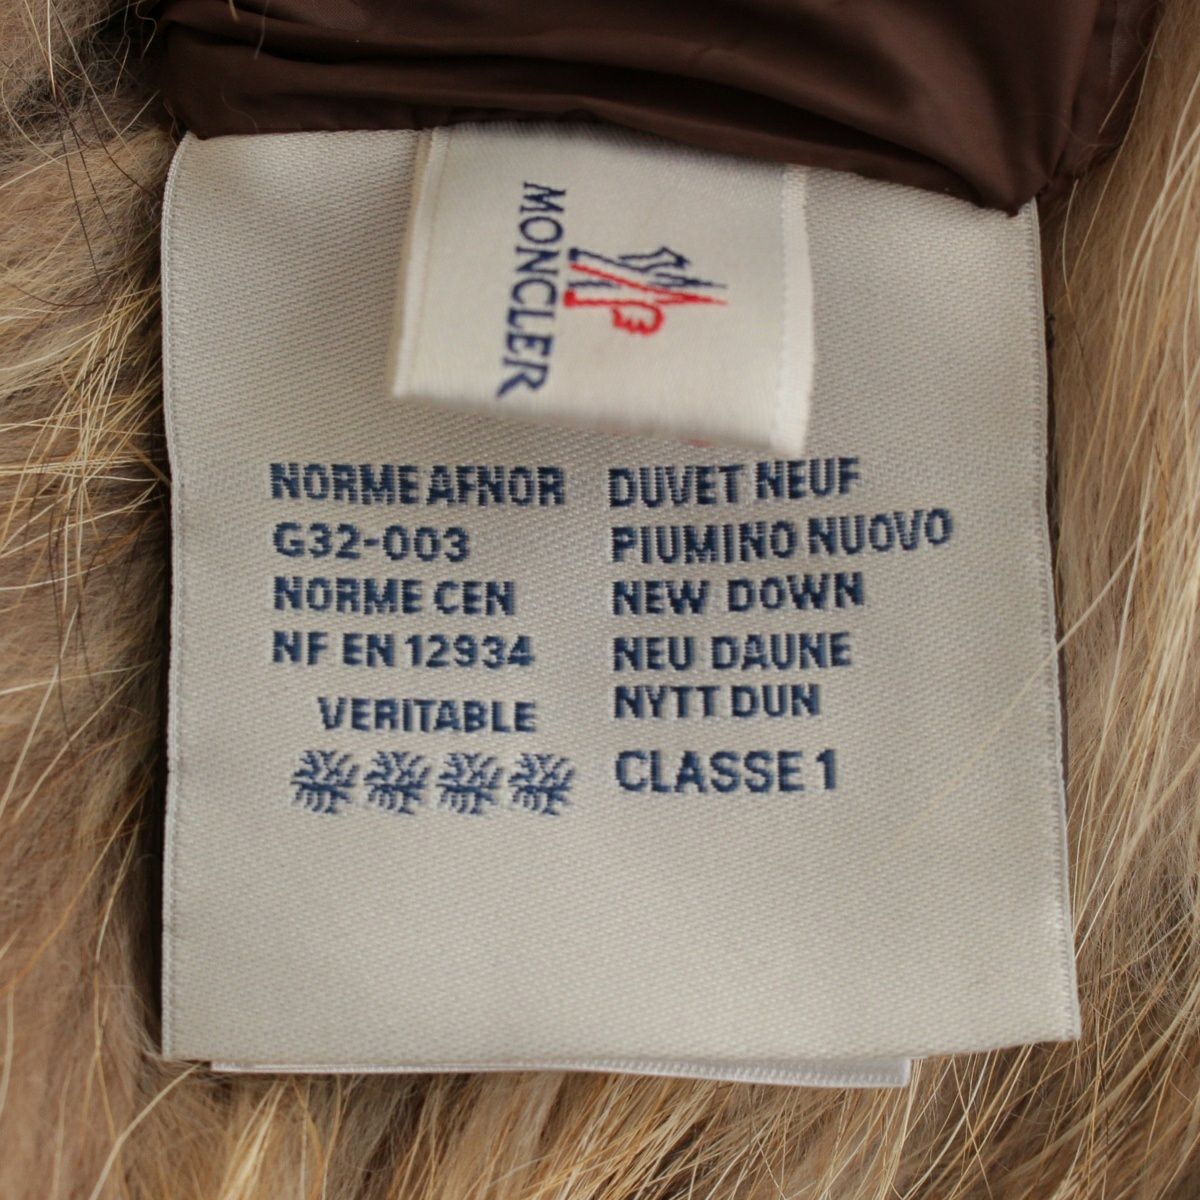 MONCLER
NORME AFNOR
G32-003
NORME CEN
NF EN 12934
VERITABLE
DUVET NEUF
PIUMINO NUOVO
NEW DOWN
NEU DAUNE
NYTT DUN
CLASSE 1